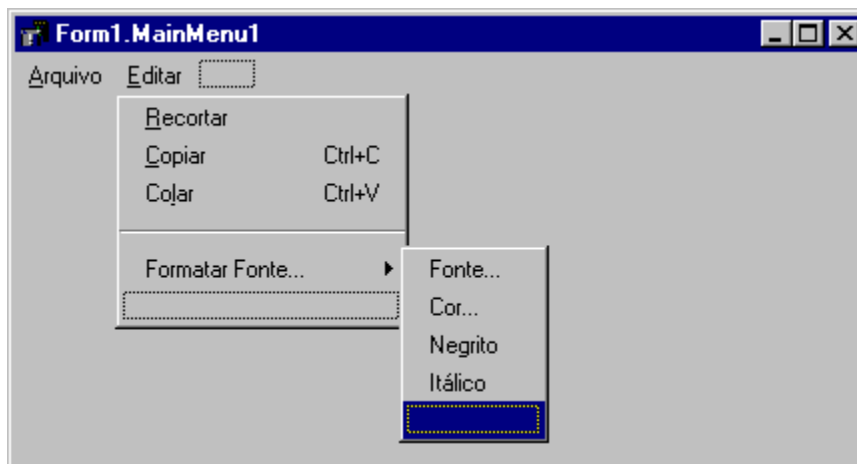 Form1.MainMenu1
Arquivo Editar
Recortar
Copiar Ctrl+C
Colar Ctrl+V
Formatar Fonte...
Fonte...
Cor...
Negrito
Itálico